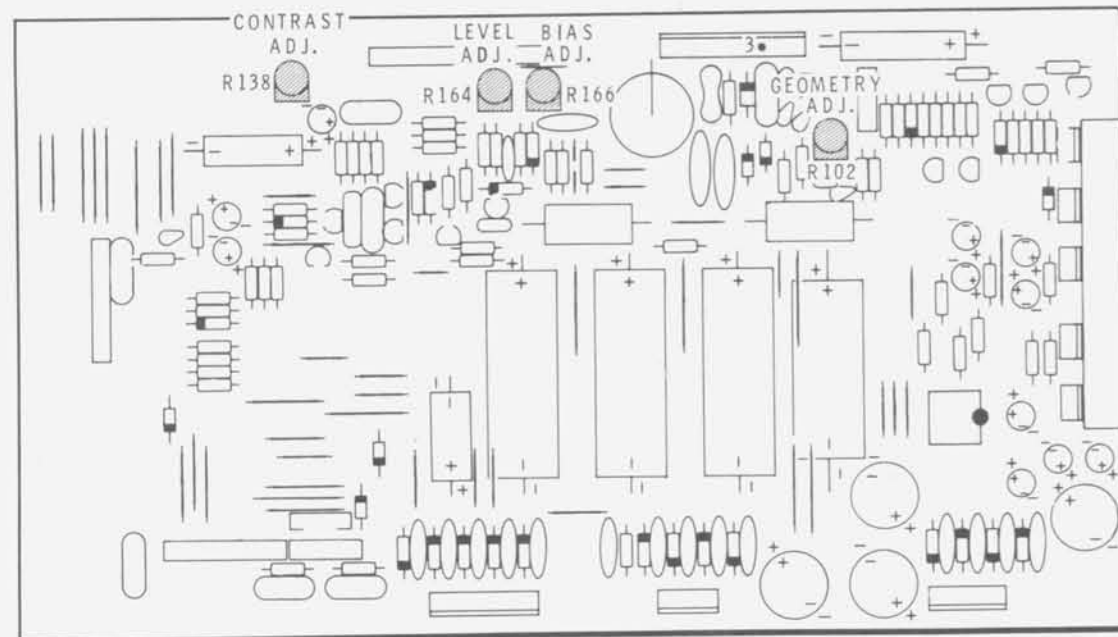 CONTRAST
ADJ.
R138
LEVEL BIAS
ADJ. ADJ.
R164
R166
3
GEOMETRY
ADJ.
R102